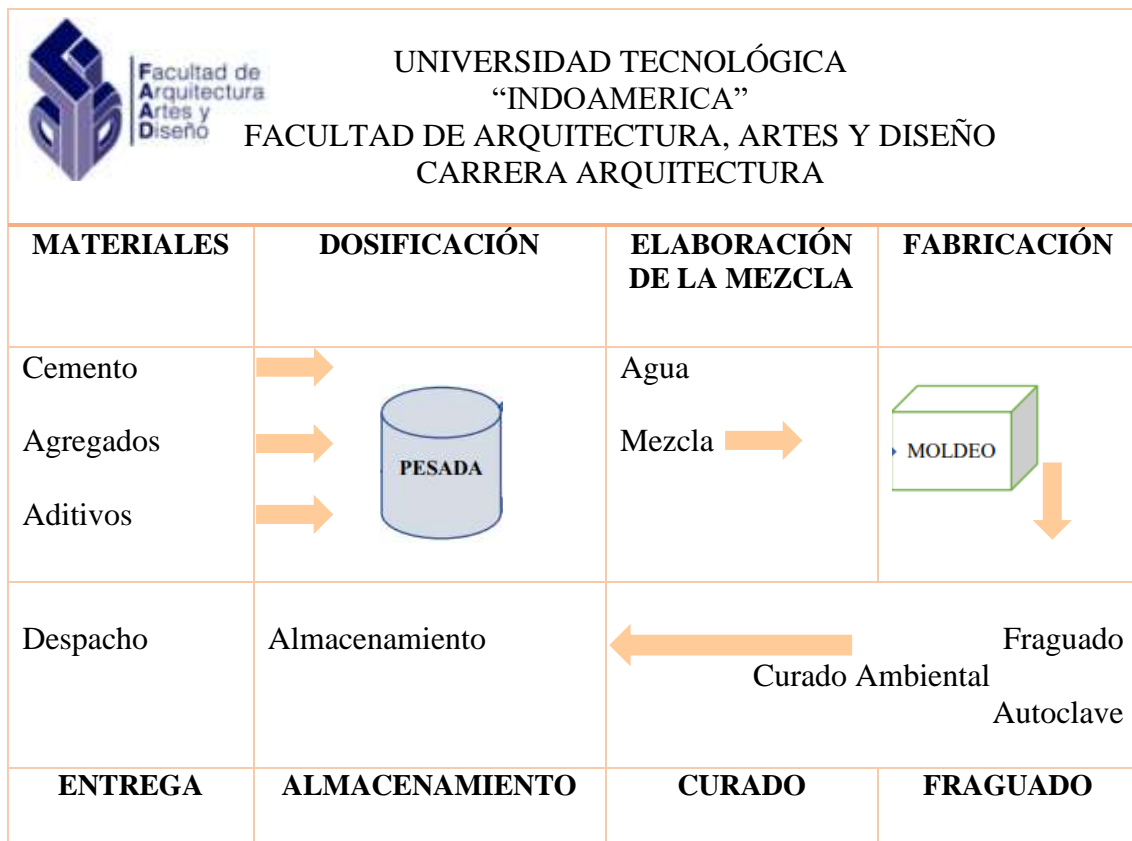 Facultad de
Arquitectura
Artes y
Diseño
UNIVERSIDAD TECNOLÓGICA
“INDOAMERICA”
FACULTAD DE ARQUITECTURA, ARTES Y DISEÑO
CARRERA ARQUITECTURA
MATERIALES
DOSIFICACIÓN
ELABORACIÓN
DE LA MEZCLA
FABRICACIÓN
Cemento
Agregados
Aditivos
PESADA
Agua
Mezcla
MOLDEO
Despacho
Almacenamiento
Fraguado
Curado Ambiental
Autoclave
ENTREGA
ALMACENAMIENTO
CURADO
FRAGUADO